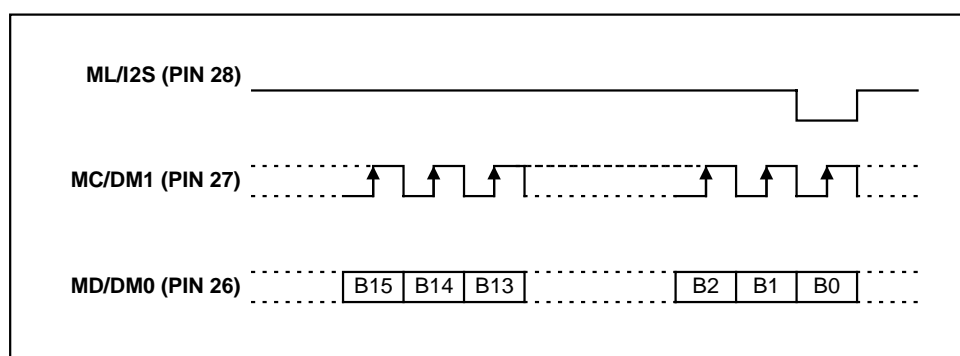 ML/I2S (PIN 28)
MC/DM1 (PIN 27)
MD/DM0 (PIN 26) B15 B14 B13 B2 B1 B0